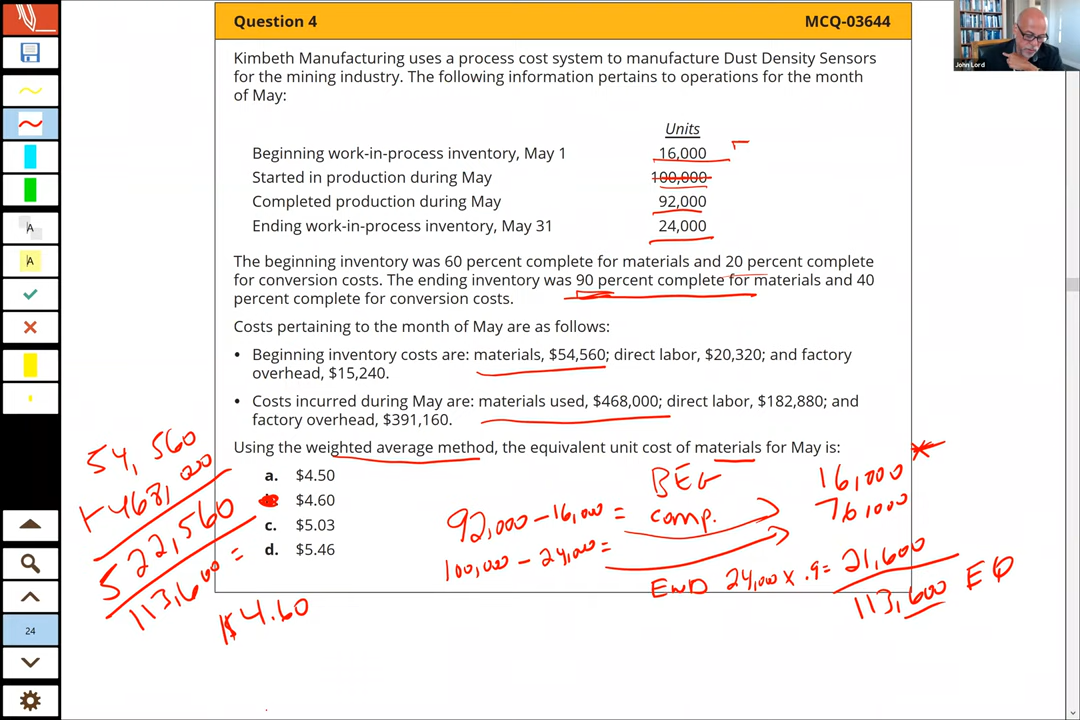 Question 4 MCQ-03644
Kimbeth Manufacturing uses a process cost system to manufacture Dust Density Sensors
for the mining industry. The following information pertains to operations for the month
of May:
Units
Beginning work-in-process inventory, May 1 16,000
Started in production during May 100,000
Completed production during May 92,000
Ending work-in-process inventory, May 31 24,000
The beginning inventory was 60 percent complete for materials and 20 percent complete
for conversion costs. The ending inventory was 90 percent complete for materials and 40
percent complete for conversion costs.
Costs pertaining to the month of May are as follows:
• Beginning inventory costs are: materials, $54,560; direct labor, $20,320; and factory
overhead, $15,240.
• Costs incurred during May are: materials used, $468,000; direct labor, $182,880; and
factory overhead, $391,160.
Using the weighted average method, the equivalent unit cost of materials for May is:
a. $4.50
$4.60
c. $5.03
d. $5.46
54,560
+468,000
522,560
113,600 =
$4.60
BEG 16,000
92,000 - 16,000 = comp. 76,000
100,000 - 24,000 =
END 24,000 x .9 = 21,600
113,600 EQ
John Lord
A
A
24